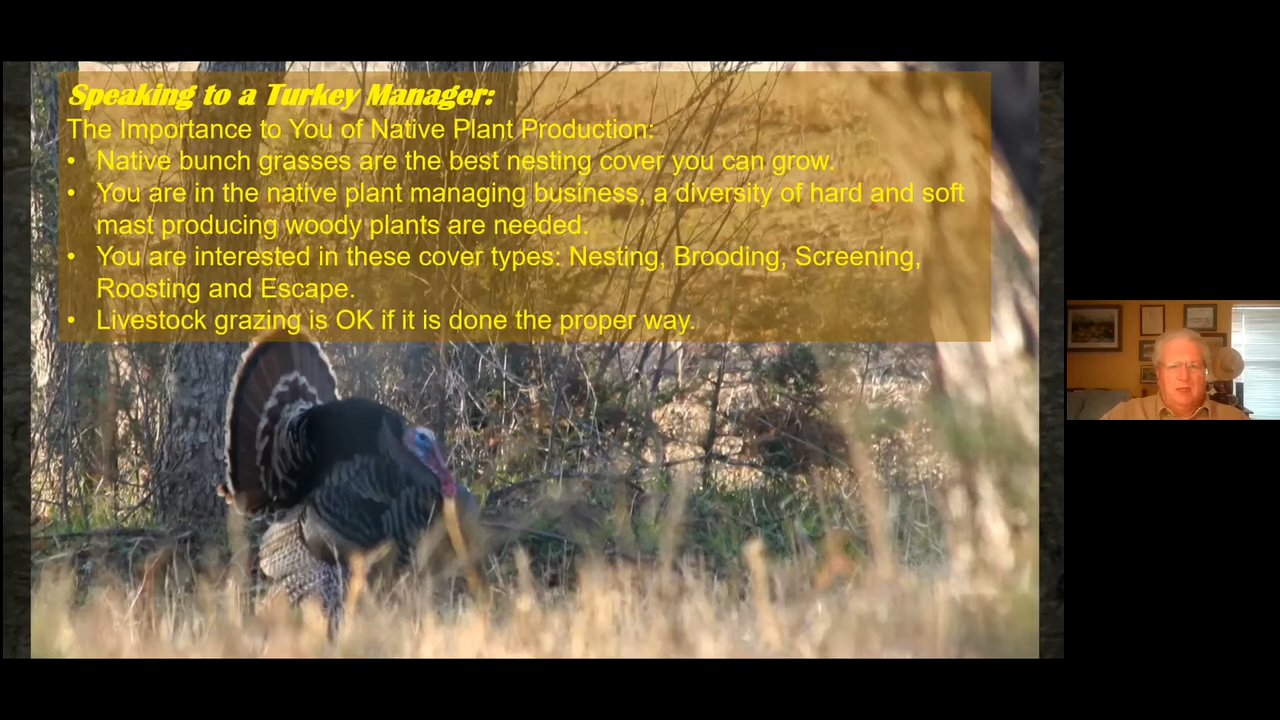 Speaking to a Turkey Manager:
The Importance to You of Native Plant Production:
• Native bunch grasses are the best nesting cover you can grow.
• You are in the native plant managing business, a diversity of hard and soft
mast producing woody plants are needed.
• You are interested in these cover types: Nesting, Brooding, Screening,
Roosting and Escape.
• Livestock grazing is OK if it is done the proper way.